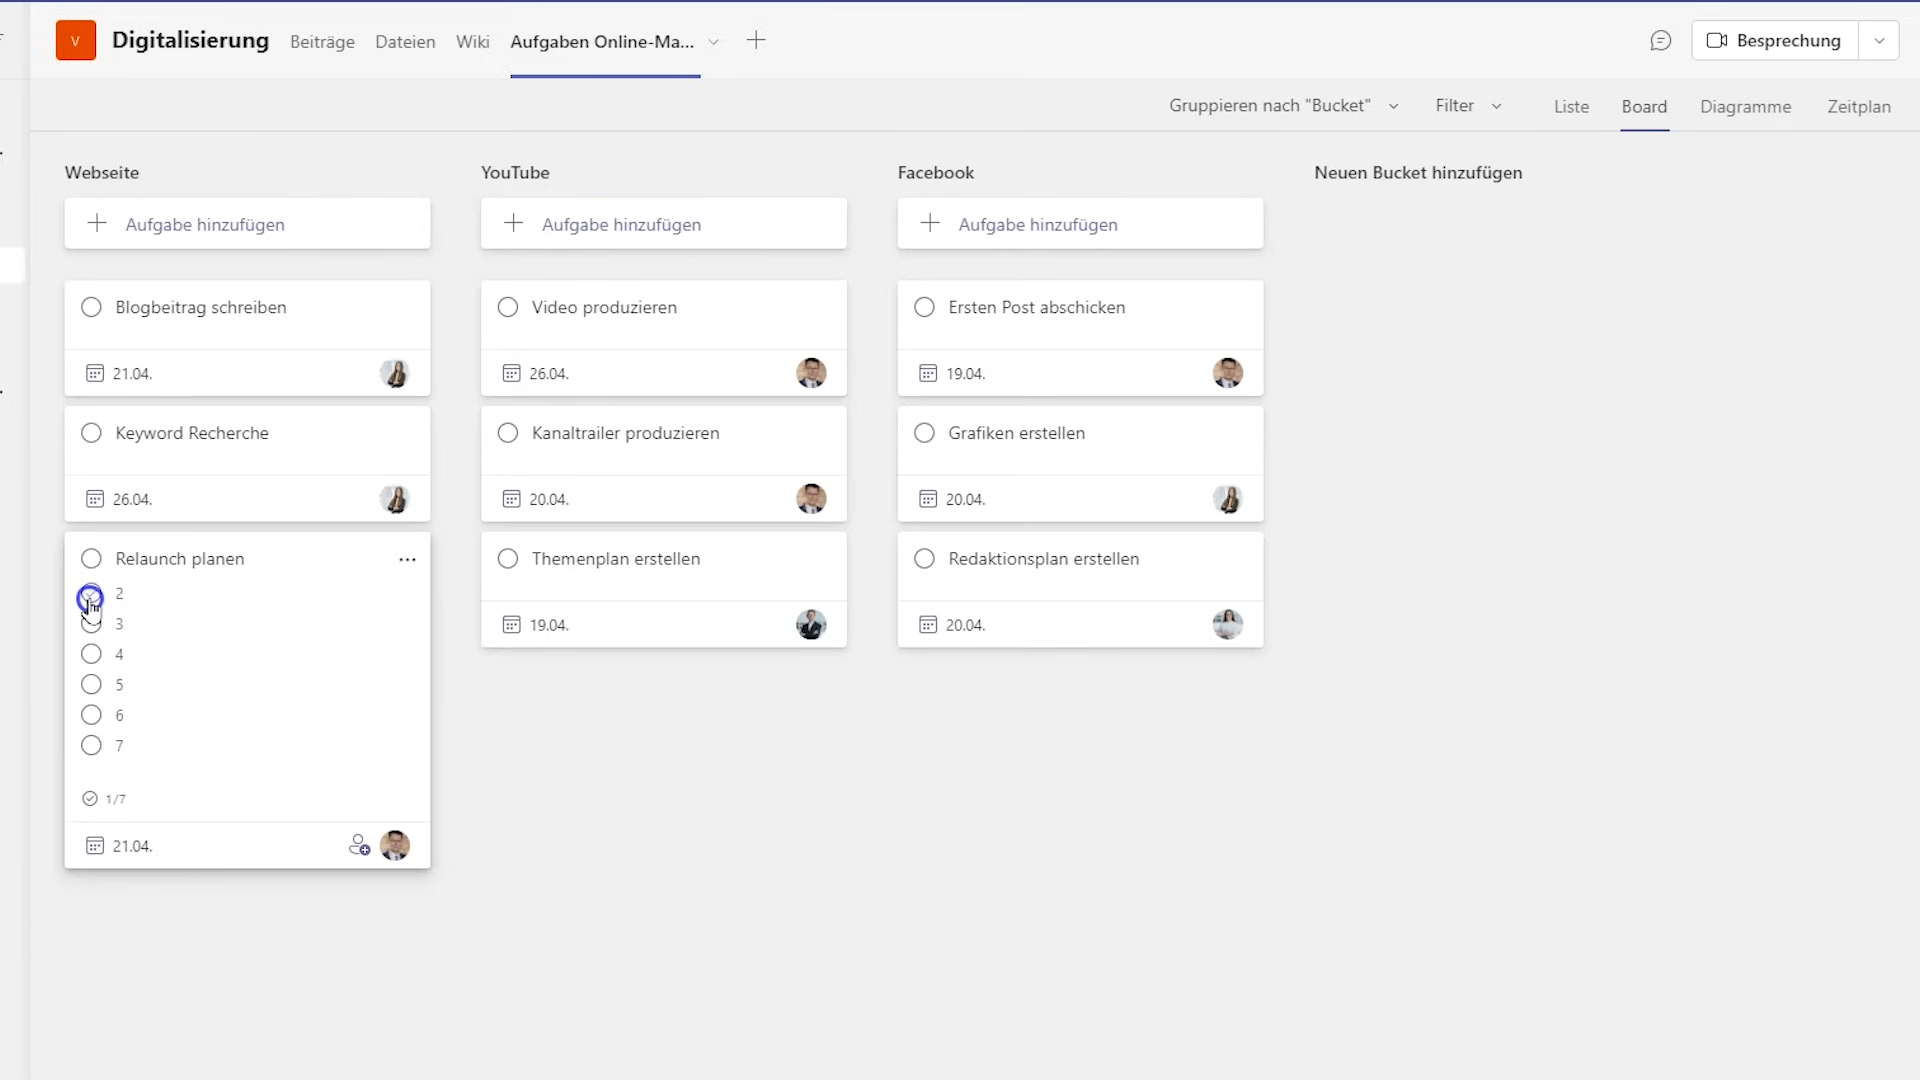 V Digitalisierung Beiträge Dateien Wiki Aufgaben Online-Ma... Besprechung
Gruppieren nach "Bucket" Filter Liste Board Diagramme Zeitplan
Webseite
Aufgabe hinzufügen
Blogbeitrag schreiben
21.04.
Keyword Recherche
26.04.
Relaunch planen
2
3
4
5
6
7
1/7
21.04.
YouTube
Aufgabe hinzufügen
Video produzieren
26.04.
Kanaltrailer produzieren
20.04.
Themenplan erstellen
19.04.
Facebook
Aufgabe hinzufügen
Ersten Post abschicken
19.04.
Grafiken erstellen
20.04.
Redaktionsplan erstellen
20.04.
Neuen Bucket hinzufügen